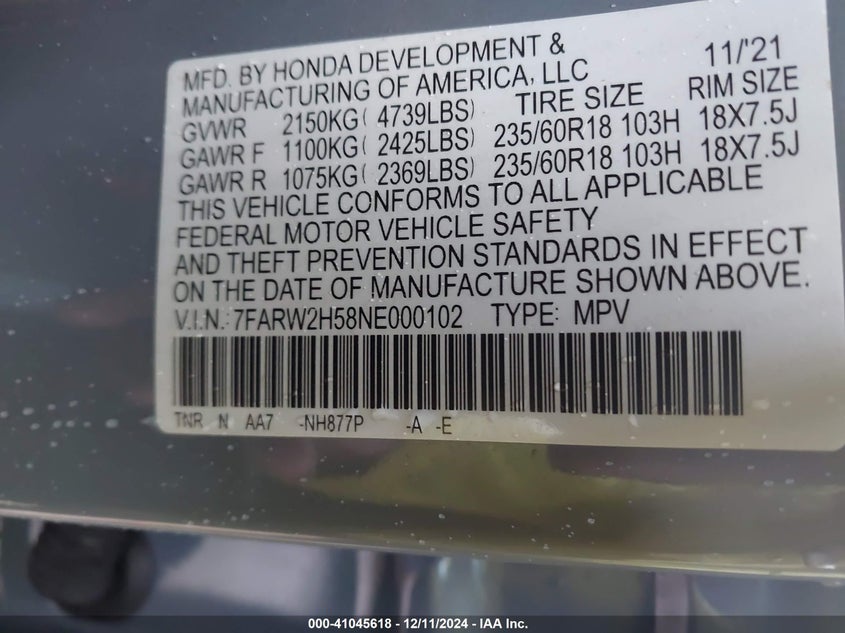 MFD. BY HONDA DEVELOPMENT & 11/'21
MANUFACTURING OF AMERICA, LLC
TIRE SIZE RIM SIZE
GVWR 2150KG( 4739LBS)
GAWR F 1100KG( 2425LBS) 235/60R18 103H 18X7.5J
GAWR R 1075KG( 2369LBS) 235/60R18 103H 18X7.5J
THIS VEHICLE CONFORMS TO ALL APPLICABLE
FEDERAL MOTOR VEHICLE SAFETY
AND THEFT PREVENTION STANDARDS IN EFFECT
ON THE DATE OF MANUFACTURE SHOWN ABOVE.
V.I.N.:7FARW2H58NE000102 TYPE: MPV
TNR N AA7 -NH877P -A -E
000-41045618 - 12/11/2024 - IAA Inc.